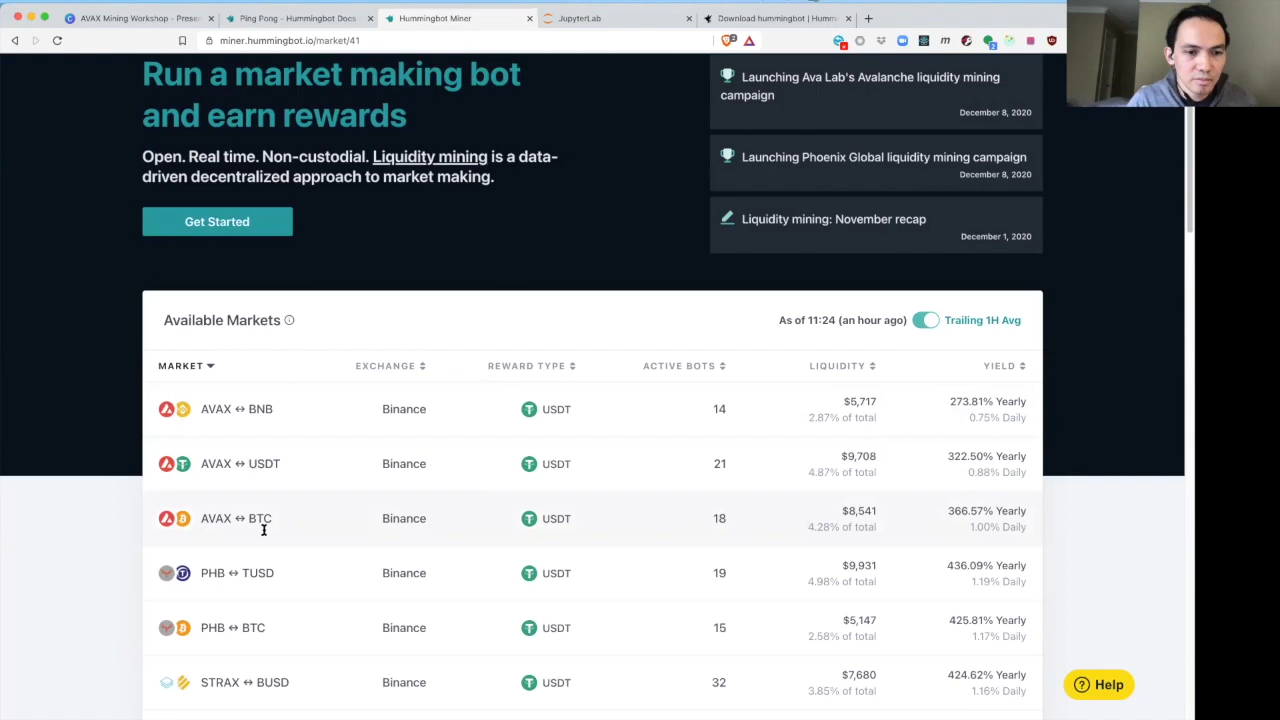 AVAX Mining Workshop - Prese
Ping Pong - Hummingbot Docs
Hummingbot Miner
JupyterLab
Download hummingbot | Humm
miner.hummingbot.io/market/41
Run a market making bot
and earn rewards
Open. Real time. Non-custodial. Liquidity mining is a data-
driven decentralized approach to market making.
Get Started
Launching Ava Lab's Avalanche liquidity mining
campaign
December 8, 2020
Launching Phoenix Global liquidity mining campaign
December 8, 2020
Liquidity mining: November recap
December 1, 2020
Available Markets
As of 11:24 (an hour ago) Trailing 1H Avg
MARKET EXCHANGE REWARD TYPE ACTIVE BOTS LIQUIDITY YIELD
AVAX ↔ BNB Binance USDT 14 $5,717 273.81% Yearly
2.87% of total 0.75% Daily
AVAX ↔ USDT Binance USDT 21 $9,708 322.50% Yearly
4.87% of total 0.88% Daily
AVAX ↔ BTC Binance USDT 18 $8,541 366.57% Yearly
4.28% of total 1.00% Daily
PHB ↔ TUSD Binance USDT 19 $9,931 436.09% Yearly
4.98% of total 1.19% Daily
PHB ↔ BTC Binance USDT 15 $5,147 425.81% Yearly
2.58% of total 1.17% Daily
STRAX ↔ BUSD Binance USDT 32 $7,680 424.62% Yearly
3.85% of total 1.16% Daily
Help